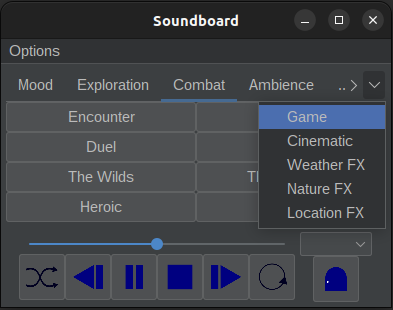 Soundboard
Options
Mood Exploration Combat Ambience ..
Encounter
Duel
The Wilds
Heroic
Game
Cinematic
Weather FX
Nature FX
Location FX